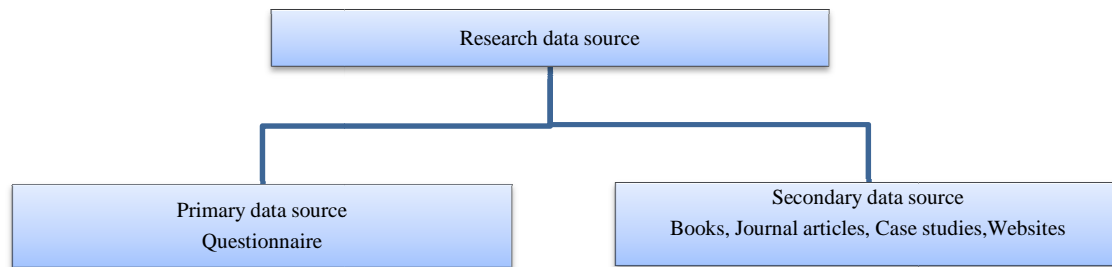 Research data source
Primary data source
Questionnaire
Secondary data source
Books, Journal articles, Case studies,Websites